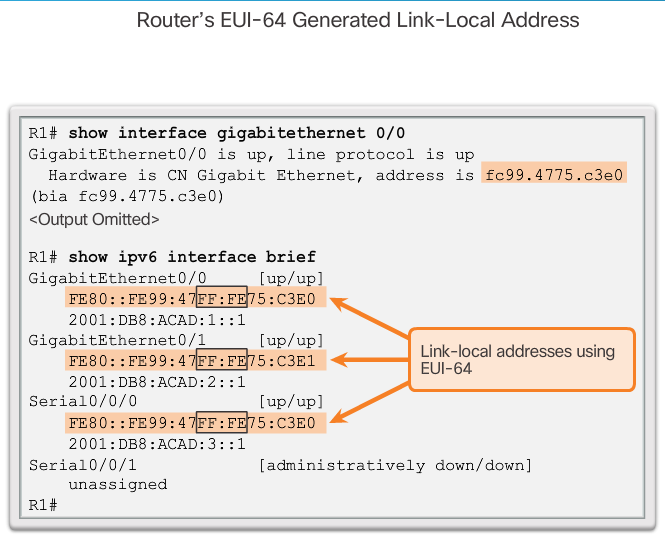 Router's EUI-64 Generated Link-Local Address
R1# show interface gigabitethernet 0/0
GigabitEthernet0/0 is up, line protocol is up
Hardware is CN Gigabit Ethernet, address is fc99.4775.c3e0
(bia fc99.4775.c3e0)
<Output Omitted>
R1# show ipv6 interface brief
GigabitEthernet0/0 [up/up]
FE80::FE99:47FF:FE75:C3E0
2001:DB8:ACAD:1::1
GigabitEthernet0/1 [up/up]
FE80::FE99:47FF:FE75:C3E1
2001:DB8:ACAD:2::1
Serial0/0/0 [up/up]
FE80::FE99:47FF:FE75:C3E0
2001:DB8:ACAD:3::1
Serial0/0/1 [administratively down/down]
unassigned
R1#
Link-local addresses using
EUI-64